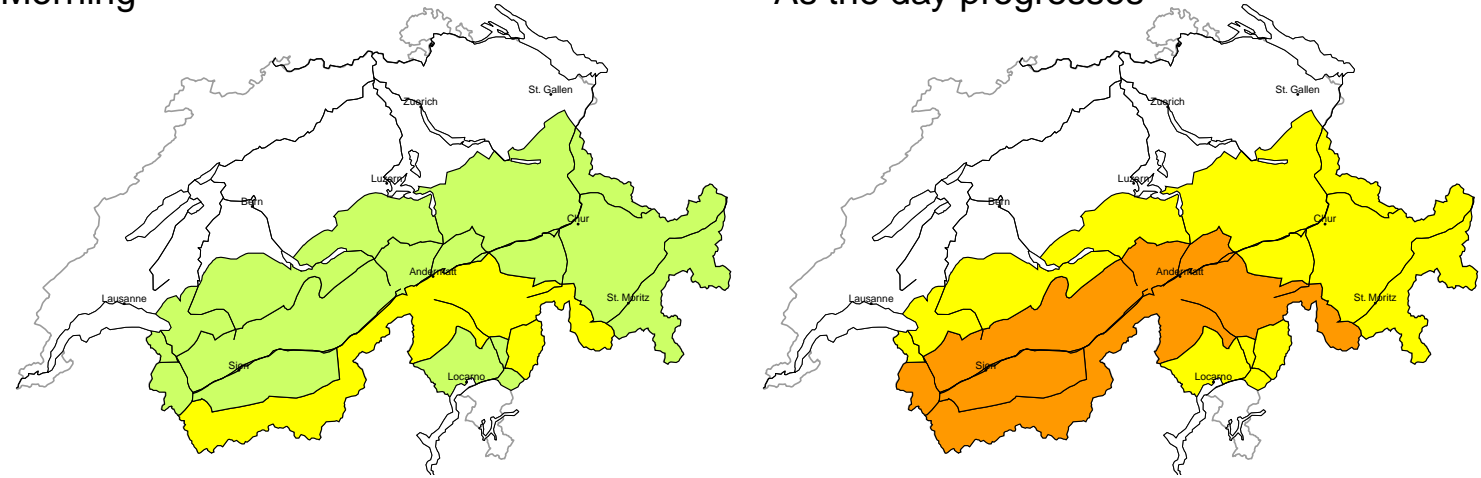 Morning
As the day progresses
St. Gallen
Zuerich
Luzern
Bern
Chur
Andermatt
Lausanne
St. Moritz
Sion
Locarno
St. Gallen
Zuerich
Luzern
Bern
Chur
Andermatt
Lausanne
St. Moritz
Sion
Locarno